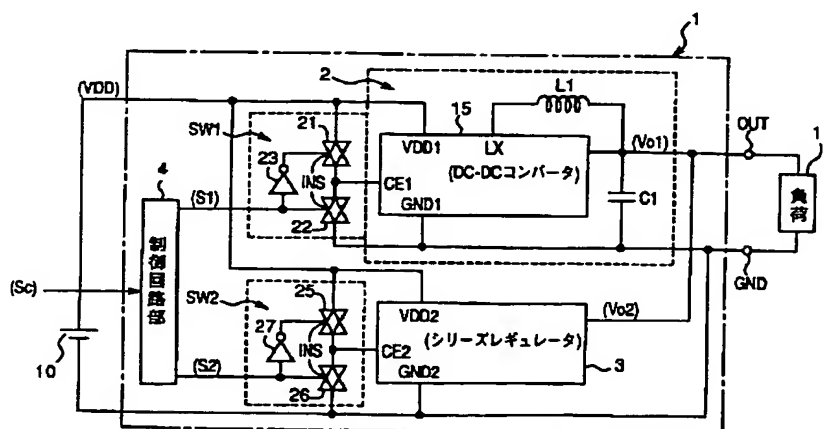 1
2
L1
(VDD)
SW1
21
15
VDD1
LX
(Vo1)
OUT
23
INS
(DC-DCコンバータ)
1
4
CE1
C1
負荷
(S1)
GND1
22
制御回路部
GND
(Sc)
SW2
25
VDD2
(Vo2)
27
(シリーズレギュレータ)
INS
CE2
10
(S2)
GND2
3
26